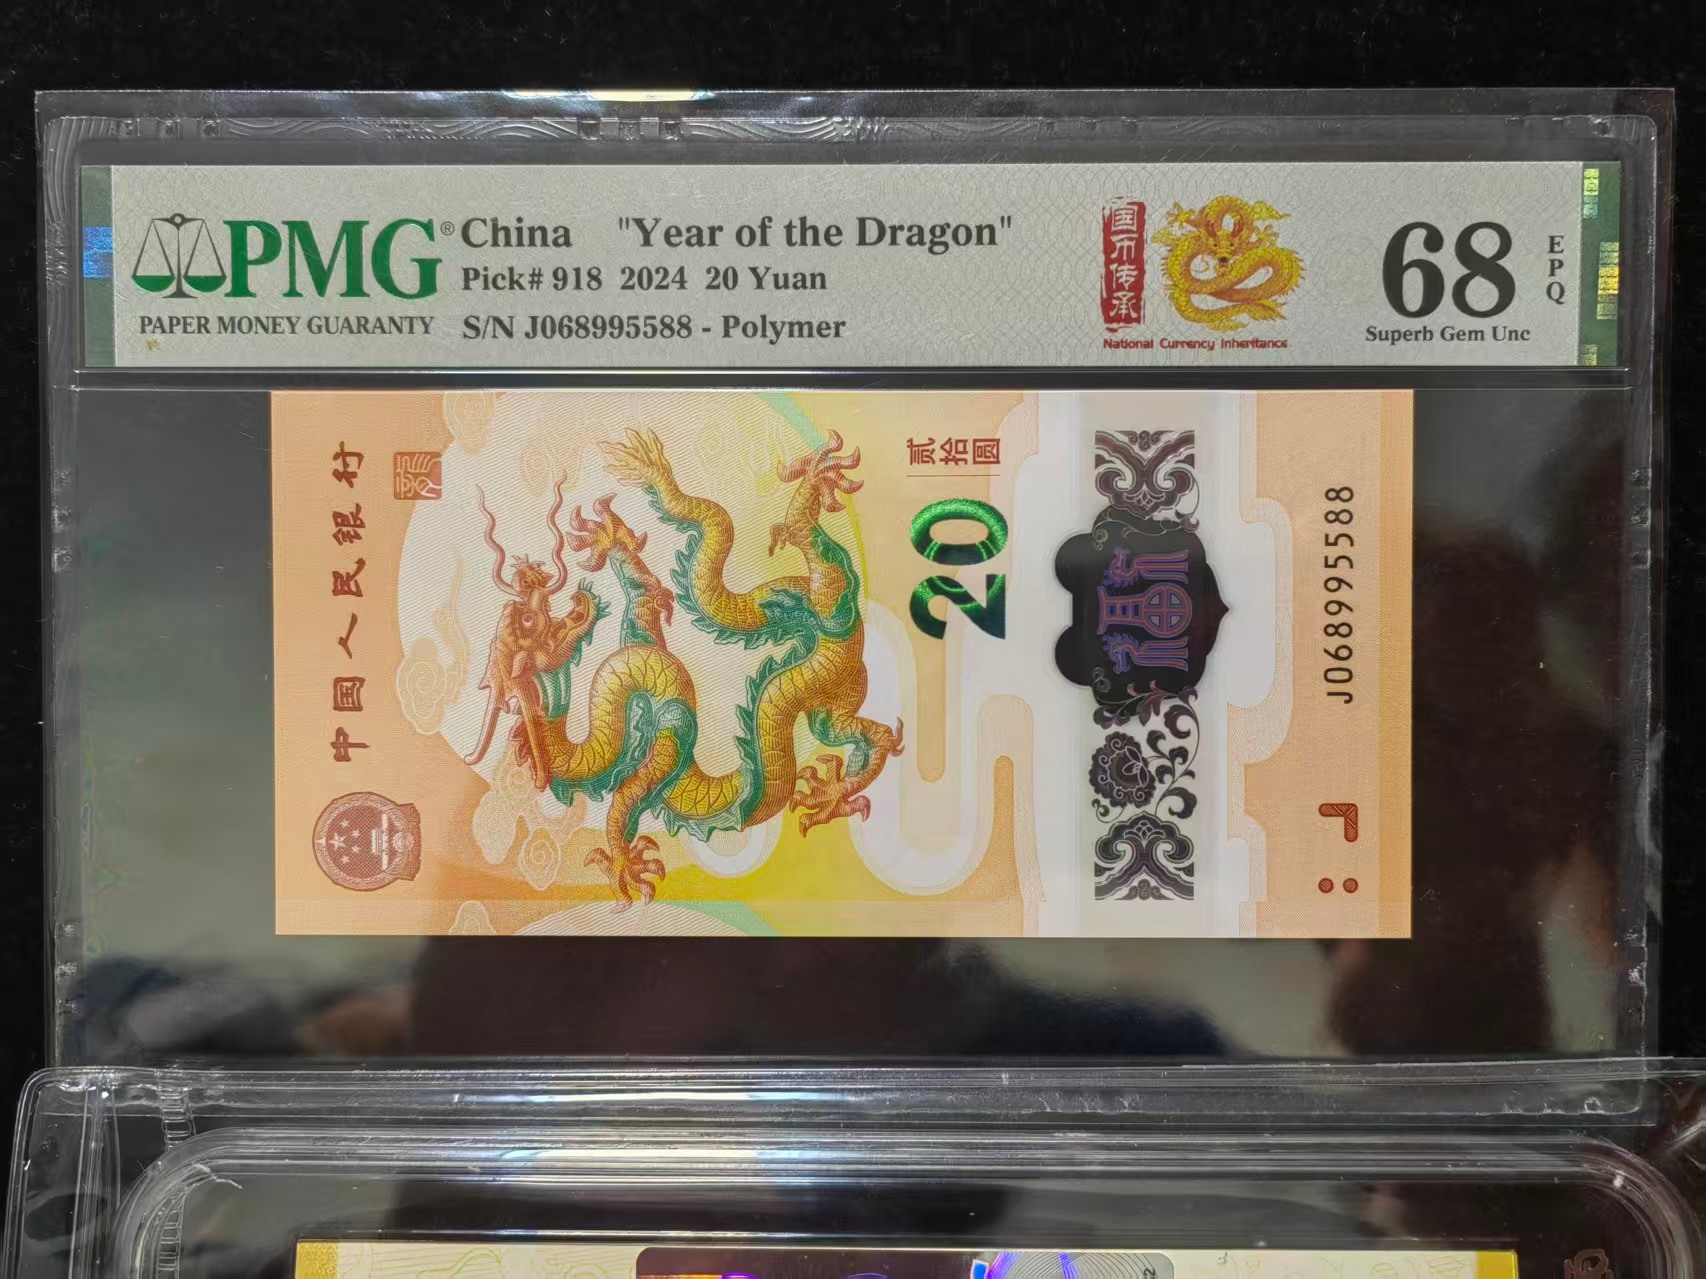 PMG®
PAPER MONEY GUARANTY
China "Year of the Dragon"
Pick# 918 2024 20 Yuan
S/N J068995588 - Polymer
国币传承
National Currency Inheritance
68
EPQ
Superb Gem Unc
中国人民银行
贰拾圆
20
J068995588